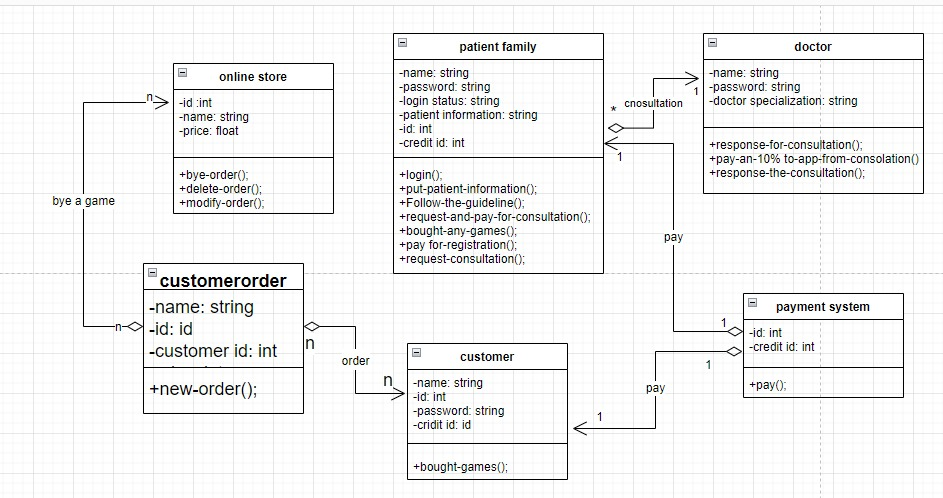 online store
-id :int
-name: string
-price: float
+bye-order();
+delete-order();
+modify-order();
patient family
-name: string
-password: string
-login status: string
-patient information: string
-id: int
-credit id: int
+login();
+put-patient-information();
+Follow-the-guideline();
+request-and-pay-for-consultation();
+bought-any-games();
+pay for-registration();
+request-consultation();
doctor
-name: string
-password: string
-doctor specialization: string
+response-for-consultation();
+pay-an-10% to-app-from-consolation()
+response-the-consultation();
n
bye a game
n
* cnosultation 1
1
pay
customerorder
-name: string
-id: id
-customer id: int
+new-order();
n
order
n
customer
-name: string
-id: int
-password: string
-cridit id: id
+bought-games();
payment system
-id: int
-credit id: int
+pay();
1
1
pay
1